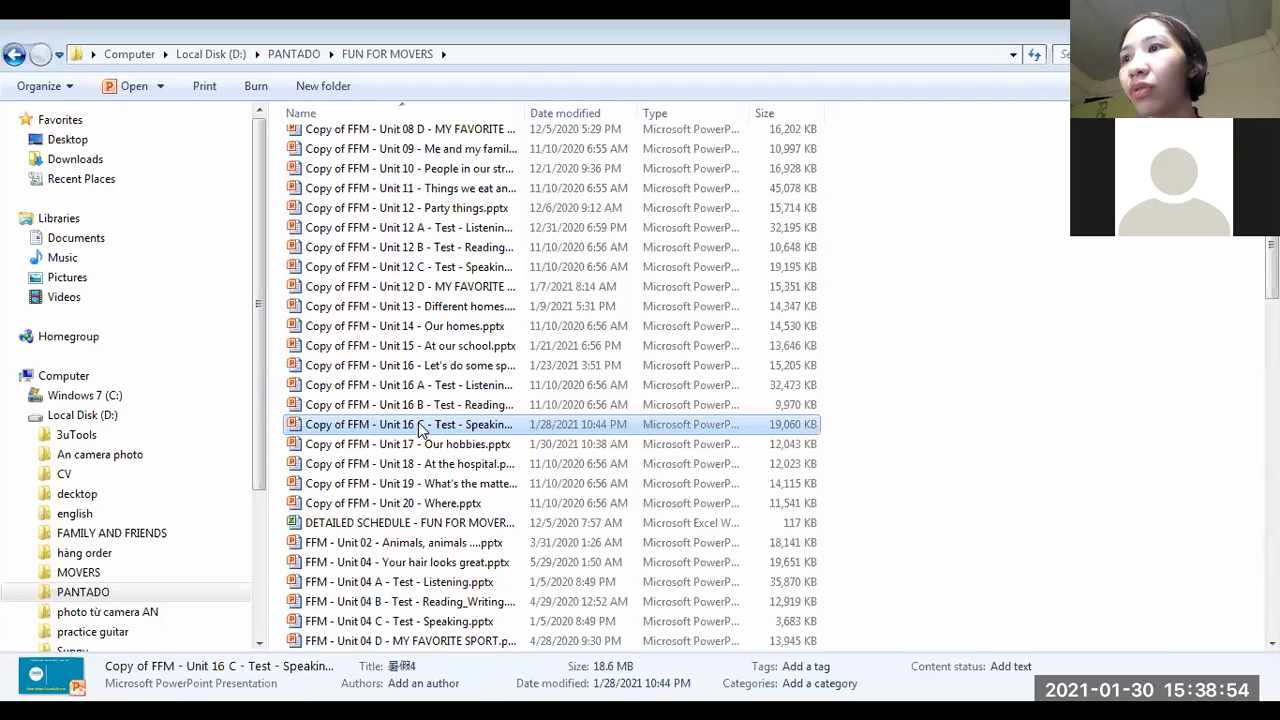 Computer Local Disk (D:) PANTADO FUN FOR MOVERS
Organize Open Print Burn New folder
Name Date modified Type Size
Favorites
Desktop
Downloads
Recent Places
Libraries
Documents
Music
Pictures
Videos
Homegroup
Computer
Windows 7 (C:)
Local Disk (D:)
3uTools
An camera photo
CV
decktop
english
FAMILY AND FRIENDS
hàng order
MOVERS
PANTADO
photo từ camera AN
practice guitar
Copy of FFM - Unit 08 D - MY FAVORITE ... 12/5/2020 5:29 PM Microsoft PowerP... 16,202 KB
Copy of FFM - Unit 09 - Me and my famil... 11/10/2020 6:55 AM Microsoft PowerP... 10,997 KB
Copy of FFM - Unit 10 - People in our str... 12/1/2020 9:36 PM Microsoft PowerP... 16,928 KB
Copy of FFM - Unit 11 - Things we eat an... 11/10/2020 6:55 AM Microsoft PowerP... 45,078 KB
Copy of FFM - Unit 12 - Party things.pptx 12/6/2020 9:12 AM Microsoft PowerP... 15,714 KB
Copy of FFM - Unit 12 A - Test - Listenin... 12/31/2020 6:59 PM Microsoft PowerP... 32,195 KB
Copy of FFM - Unit 12 B - Test - Reading... 11/10/2020 6:56 AM Microsoft PowerP... 10,648 KB
Copy of FFM - Unit 12 C - Test - Speakin... 11/10/2020 6:56 AM Microsoft PowerP... 19,195 KB
Copy of FFM - Unit 12 D - MY FAVORITE ... 1/7/2021 8:14 AM Microsoft PowerP... 15,351 KB
Copy of FFM - Unit 13 - Different homes.... 1/9/2021 5:31 PM Microsoft PowerP... 14,347 KB
Copy of FFM - Unit 14 - Our homes.pptx 11/10/2020 6:56 AM Microsoft PowerP... 14,530 KB
Copy of FFM - Unit 15 - At our school.pptx 1/21/2021 6:56 PM Microsoft PowerP... 13,646 KB
Copy of FFM - Unit 16 - Let's do some sp... 1/23/2021 3:51 PM Microsoft PowerP... 15,205 KB
Copy of FFM - Unit 16 A - Test - Listenin... 11/10/2020 6:56 AM Microsoft PowerP... 32,473 KB
Copy of FFM - Unit 16 B - Test - Reading... 11/10/2020 6:56 AM Microsoft PowerP... 9,970 KB
Copy of FFM - Unit 16 C - Test - Speakin... 1/28/2021 10:44 PM Microsoft PowerP... 19,060 KB
Copy of FFM - Unit 17 - Our hobbies.pptx 1/30/2021 10:38 AM Microsoft PowerP... 12,043 KB
Copy of FFM - Unit 18 - At the hospital.p... 11/10/2020 6:56 AM Microsoft PowerP... 12,023 KB
Copy of FFM - Unit 19 - What's the matte... 11/10/2020 6:56 AM Microsoft PowerP... 14,115 KB
Copy of FFM - Unit 20 - Where.pptx 11/10/2020 6:56 AM Microsoft PowerP... 11,541 KB
DETAILED SCHEDULE - FUN FOR MOVER... 12/5/2020 7:57 AM Microsoft Excel W... 117 KB
FFM - Unit 02 - Animals, animals ....pptx 3/31/2020 1:26 AM Microsoft PowerP... 18,141 KB
FFM - Unit 04 - Your hair looks great.pptx 5/29/2020 1:50 AM Microsoft PowerP... 19,651 KB
FFM - Unit 04 A - Test - Listening.pptx 1/5/2020 8:49 PM Microsoft PowerP... 35,870 KB
FFM - Unit 04 B - Test - Reading_Writing.... 4/29/2020 12:52 AM Microsoft PowerP... 12,919 KB
FFM - Unit 04 C - Test - Speaking.pptx 1/5/2020 8:49 PM Microsoft PowerP... 3,683 KB
FFM - Unit 04 D - MY FAVORITE SPORT.p... 4/28/2020 9:30 PM Microsoft PowerP... 13,945 KB
Copy of FFM - Unit 16 C - Test - Speakin... Title: 暑假4 Size: 18.6 MB Tags: Add a tag Content status: Add text
Microsoft PowerPoint Presentation Authors: Add an author Date modified: 1/28/2021 10:44 PM Categories: Add a category
2021-01-30 15:38:54